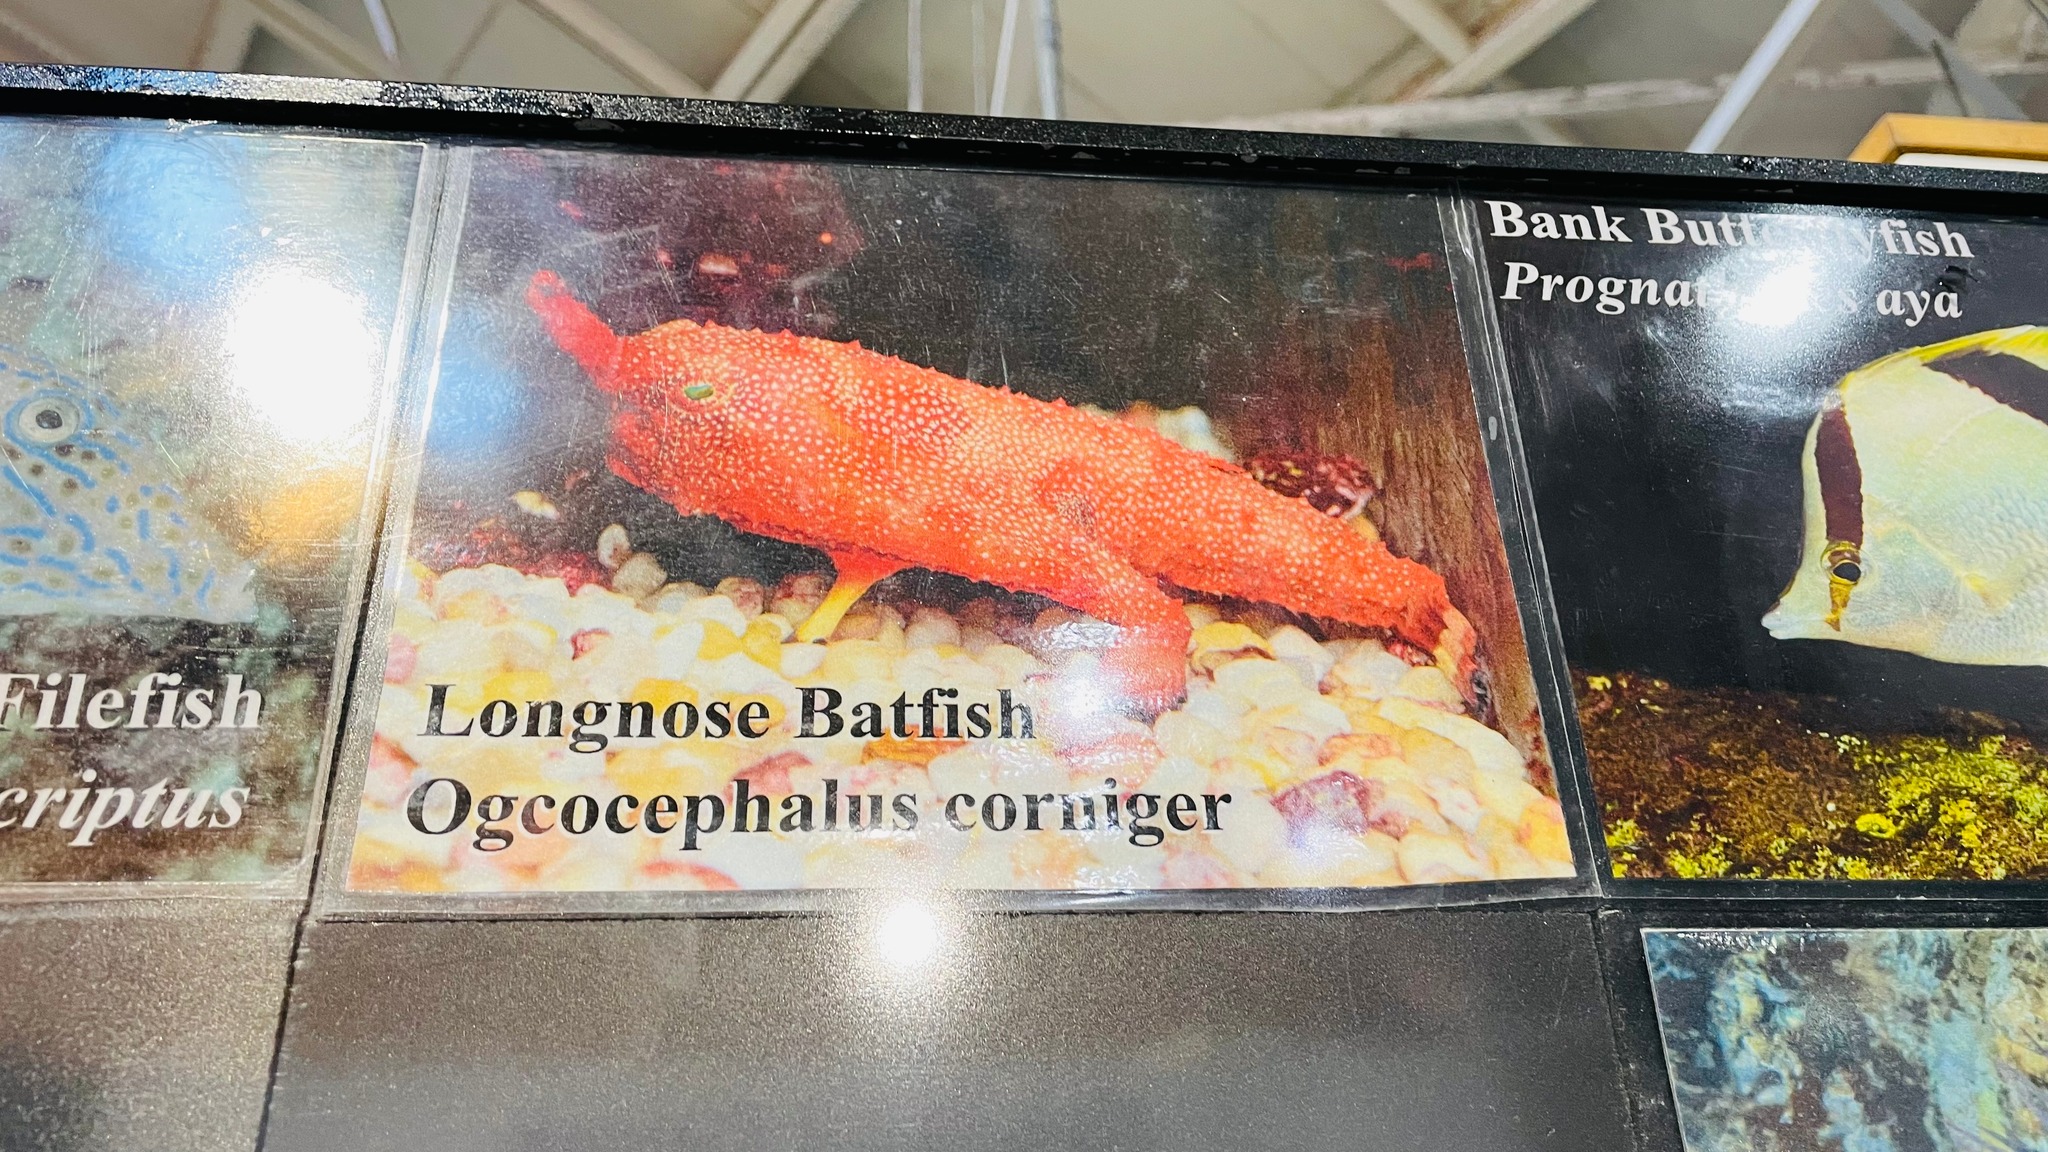 Filefish
criptus
Longnose Batfish
Ogcocephalus corniger
Bank
aya